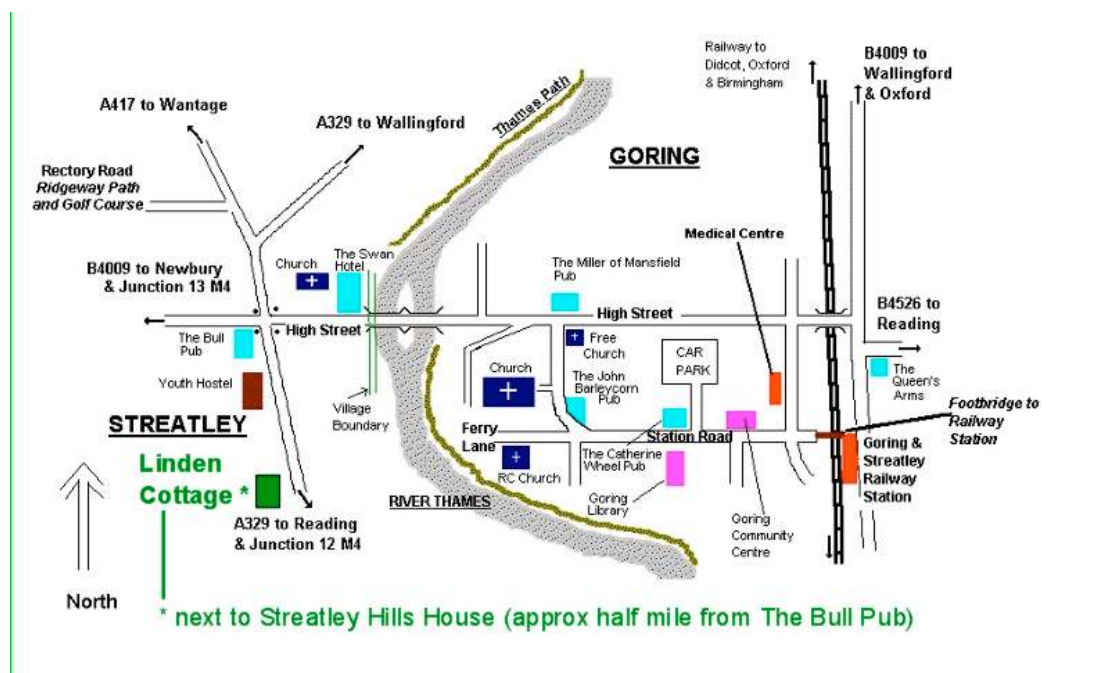 Railway to
Didcot, Oxford
& Birmingham
B4009 to
Wallingford
& Oxford
A417 to Wantage
A329 to Wallingford
Thames Path
GORING
Rectory Road
Ridgeway Path
and Golf Course
Medical Centre
The Swan
Hotel
Church
The Miller of Mansfield
Pub
B4009 to Newbury
& Junction 13 M4
B4526 to
Reading
High Street
High Street
The Bull
Pub
Free
Church
CAR
PARK
Church
The John
Barleycorn
Pub
The
Queen's
Arms
Youth Hostel
Village
Boundary
Footbridge to
Railway
Station
STREATLEY
Ferry
Lane
Station Road
Goring &
Streatley
Railway
Station
The Catherine
Wheel Pub
RC Church
Linden
Cottage *
RIVER THAMES
Goring
Library
A329 to Reading
& Junction 12 M4
Goring
Community
Centre
North
* next to Streatley Hills House (approx half mile from The Bull Pub)